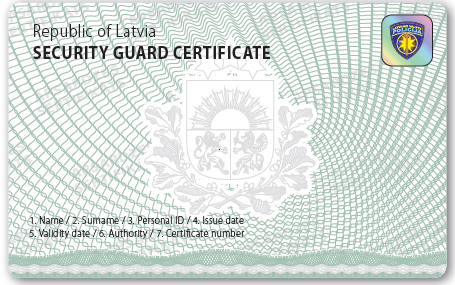 Republic of Latvia
SECURITY GUARD CERTIFICATE
POLICIJA
1. Name / 2. Surname / 3. Personal ID / 4. Issue date
5. Validity date / 6. Authority / 7. Certificate number